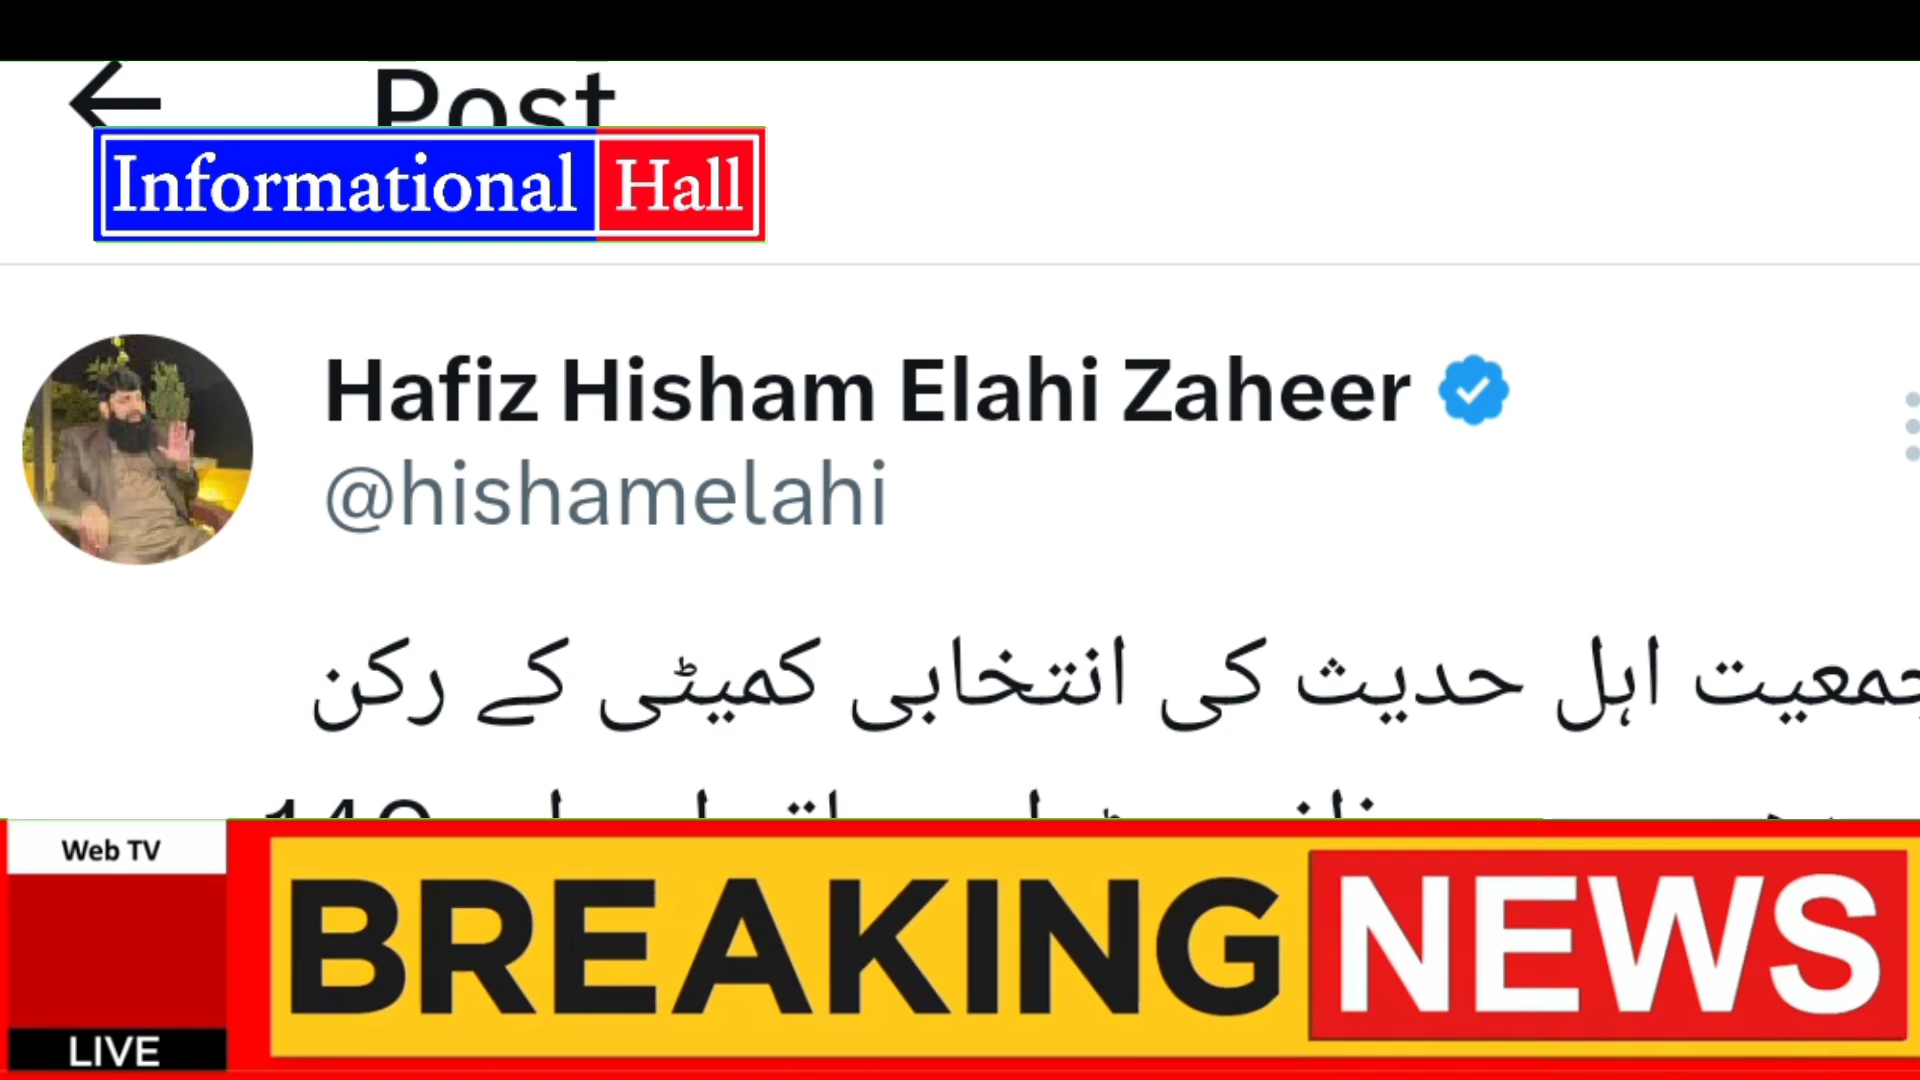 Post
Informational Hall
Hafiz Hisham Elahi Zaheer
@hishamelahi
جمعیت اہل حدیث کی انتخابی کمیٹی کے رکن
Web TV
BREAKING NEWS
LIVE